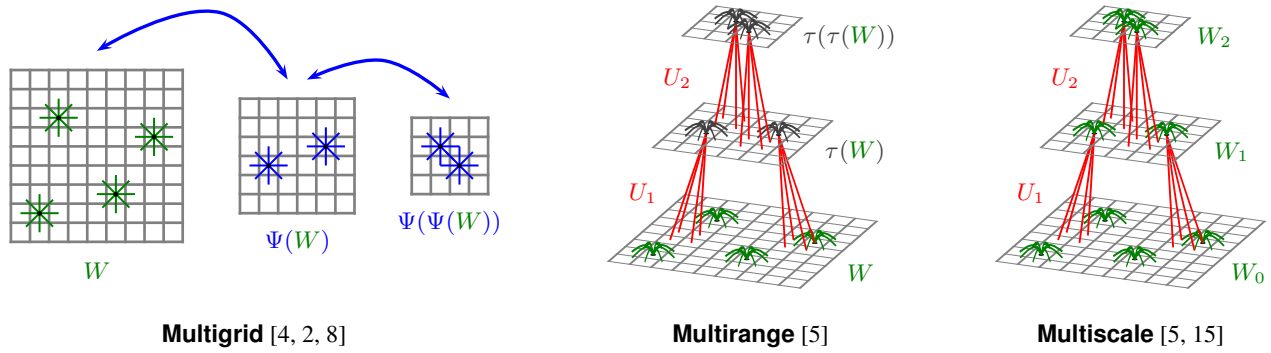 W
Ψ(W)
Ψ(Ψ(W))
Multigrid [4, 2, 8]
τ(τ(W))
U₂
τ(W)
U₁
W
Multirange [5]
W₂
U₂
W₁
U₁
W₀
Multiscale [5, 15]